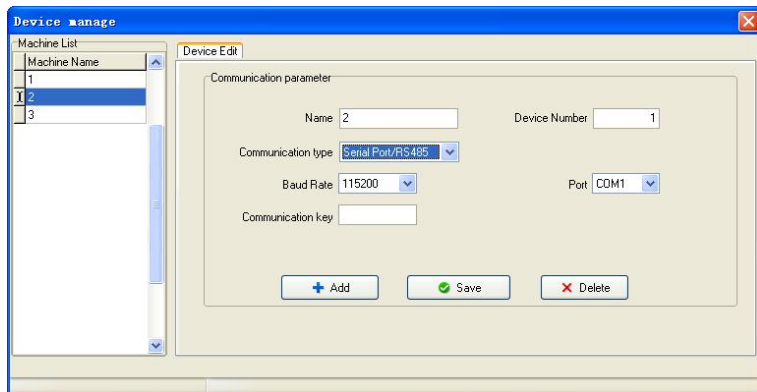 Device manage
Machine List
Machine Name
1
2
3
Device Edit
Communication parameter
Name 2 Device Number 1
Communication type Serial Port/RS485
Baud Rate 115200 Port COM1
Communication key
Add Save Delete